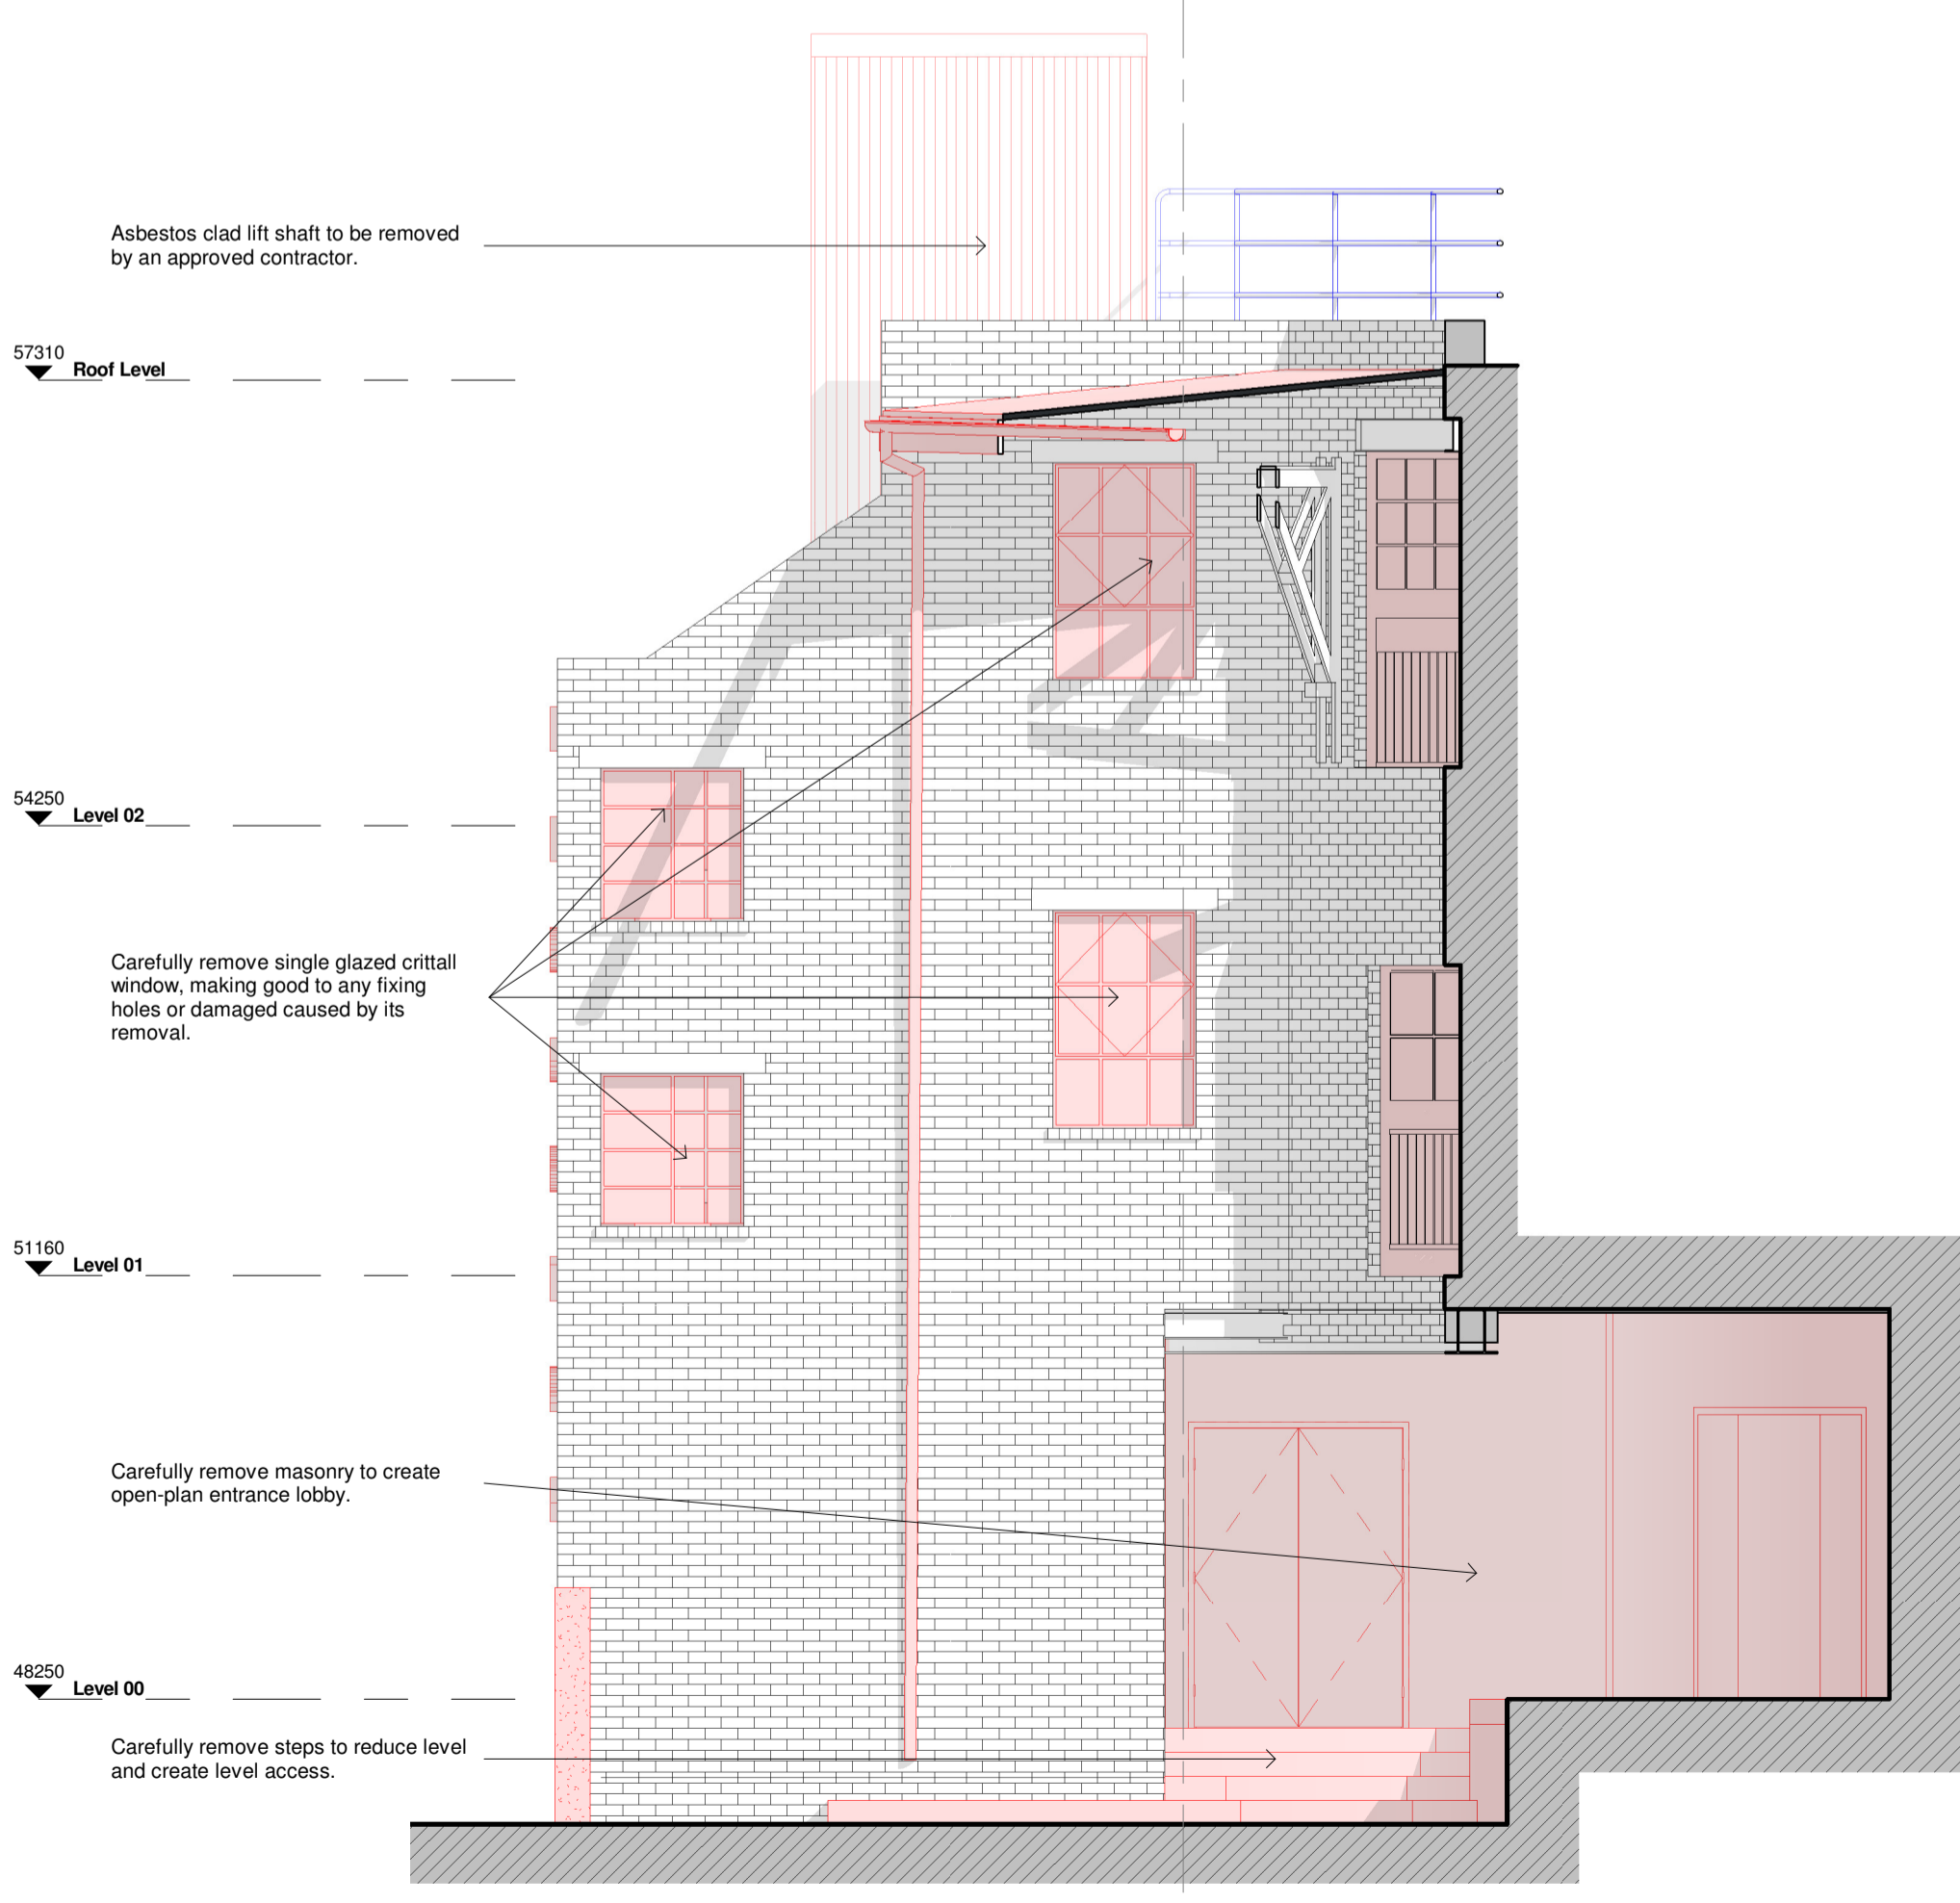 Asbestos clad lift shaft to be removed
by an approved contractor.
57310
Roof Level
54250
Level 02
Carefully remove single glazed crittall
window, making good to any fixing
holes or damaged caused by its
removal.
51160
Level 01
Carefully remove masonry to create
open-plan entrance lobby.
48250
Level 00
Carefully remove steps to reduce level
and create level access.